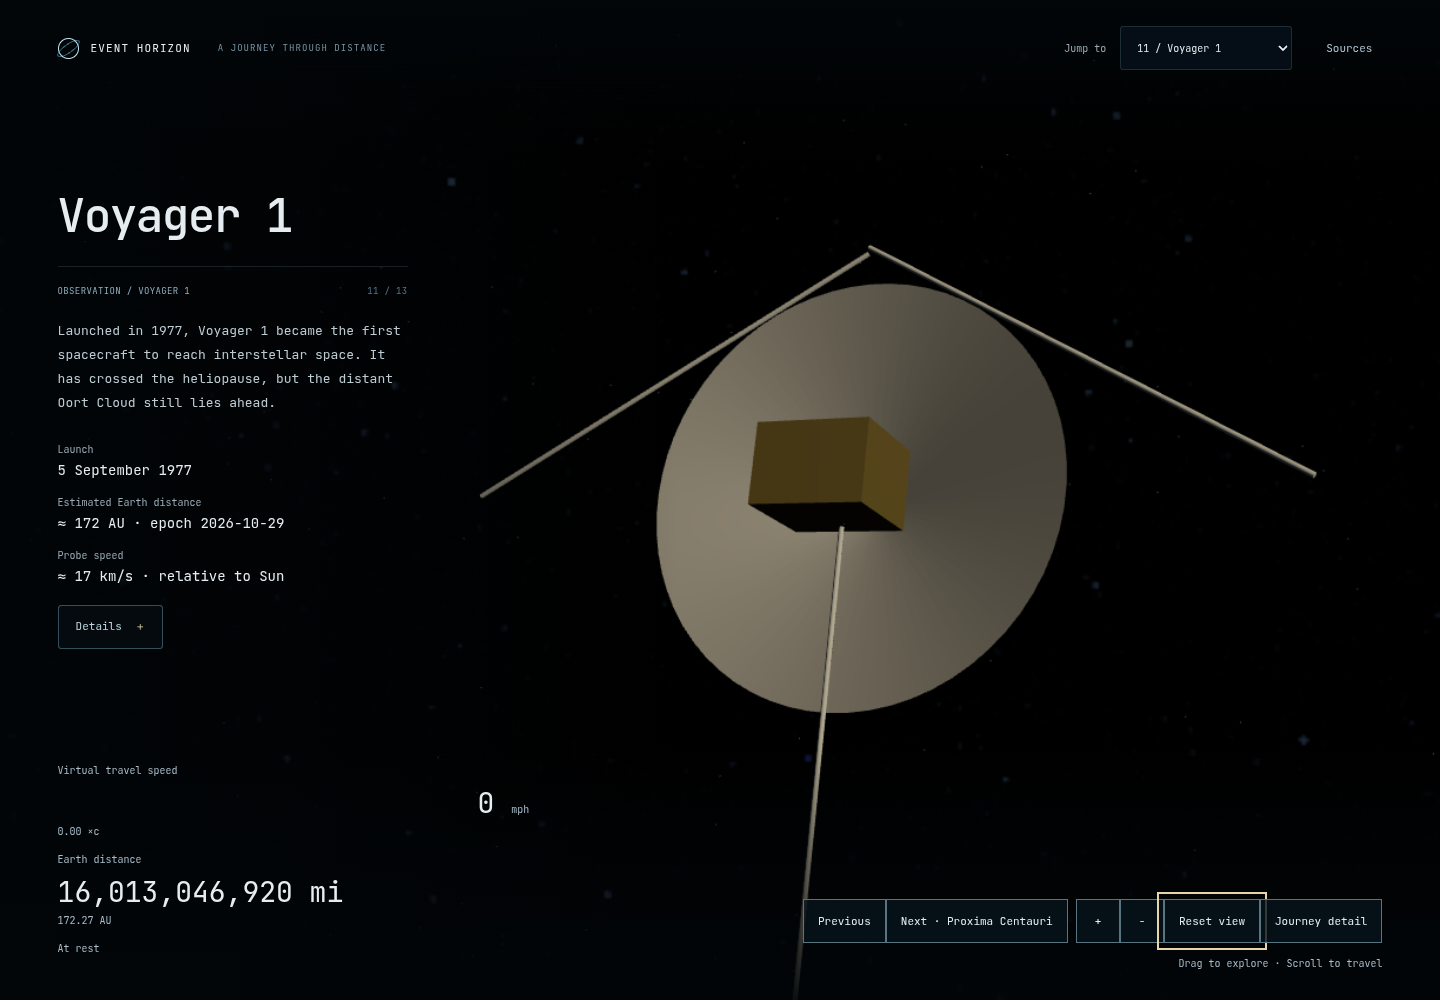 EVENT HORIZON
A JOURNEY THROUGH DISTANCE
Jump to
11 / Voyager 1
Sources
Voyager 1
OBSERVATION / VOYAGER 1
11 / 13
Launched in 1977, Voyager 1 became the first
spacecraft to reach interstellar space. It
has crossed the heliopause, but the distant
Oort Cloud still lies ahead.
Launch
5 September 1977
Estimated Earth distance
≈ 172 AU · epoch 2026-10-29
Probe speed
≈ 17 km/s · relative to Sun
Details +
Virtual travel speed
0 mph
0.00 ×c
Earth distance
16,013,046,920 mi
172.27 AU
At rest
Previous
Next · Proxima Centauri
+
-
Reset view
Journey detail
Drag to explore · Scroll to travel